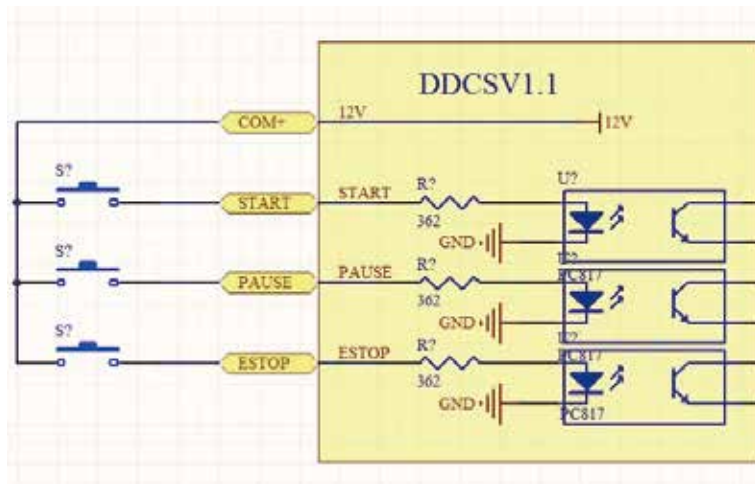 DDCSV1.1
COM+ 12V 12V
S? U?
START START R?
362
GND
S? U?
PAUSE PAUSE R? PC817
362
GND
S? U?
ESTOP ESTOP R? PC817
362
GND
PC817